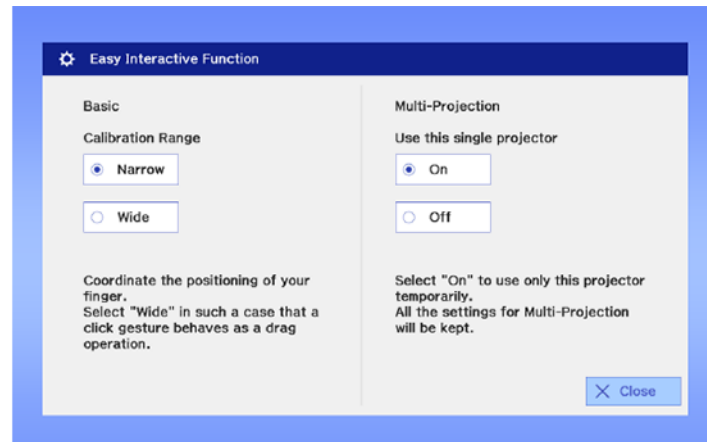 Easy Interactive Function
Basic
Calibration Range
Narrow
Wide
Coordinate the positioning of your
finger.
Select "Wide" in such a case that a
click gesture behaves as a drag
operation.
Multi-Projection
Use this single projector
On
Off
Select "On" to use only this projector
temporarily.
All the settings for Multi-Projection
will be kept.
Close